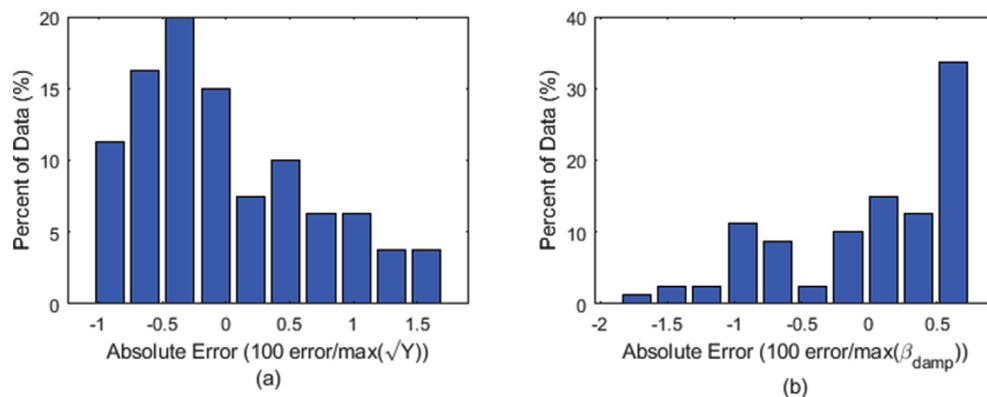 20
15
10
5
0
Percent of Data (%)
-1 -0.5 0 0.5 1 1.5
Absolute Error (100 error/max(√Y))
(a)
40
30
20
10
0
Percent of Data (%)
-2 -1 0 0.5
-1.5 -0.5
Absolute Error (100 error/max(β_damp))
(b)